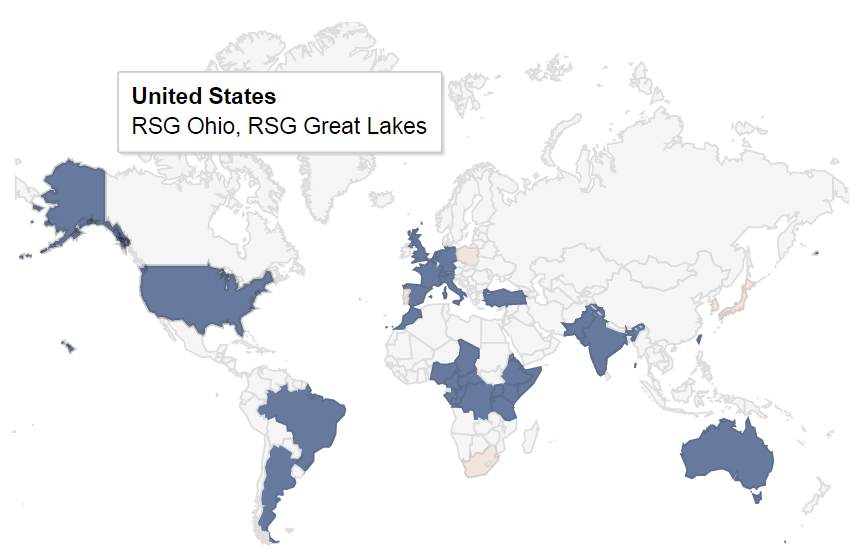 United States
RSG Ohio, RSG Great Lakes